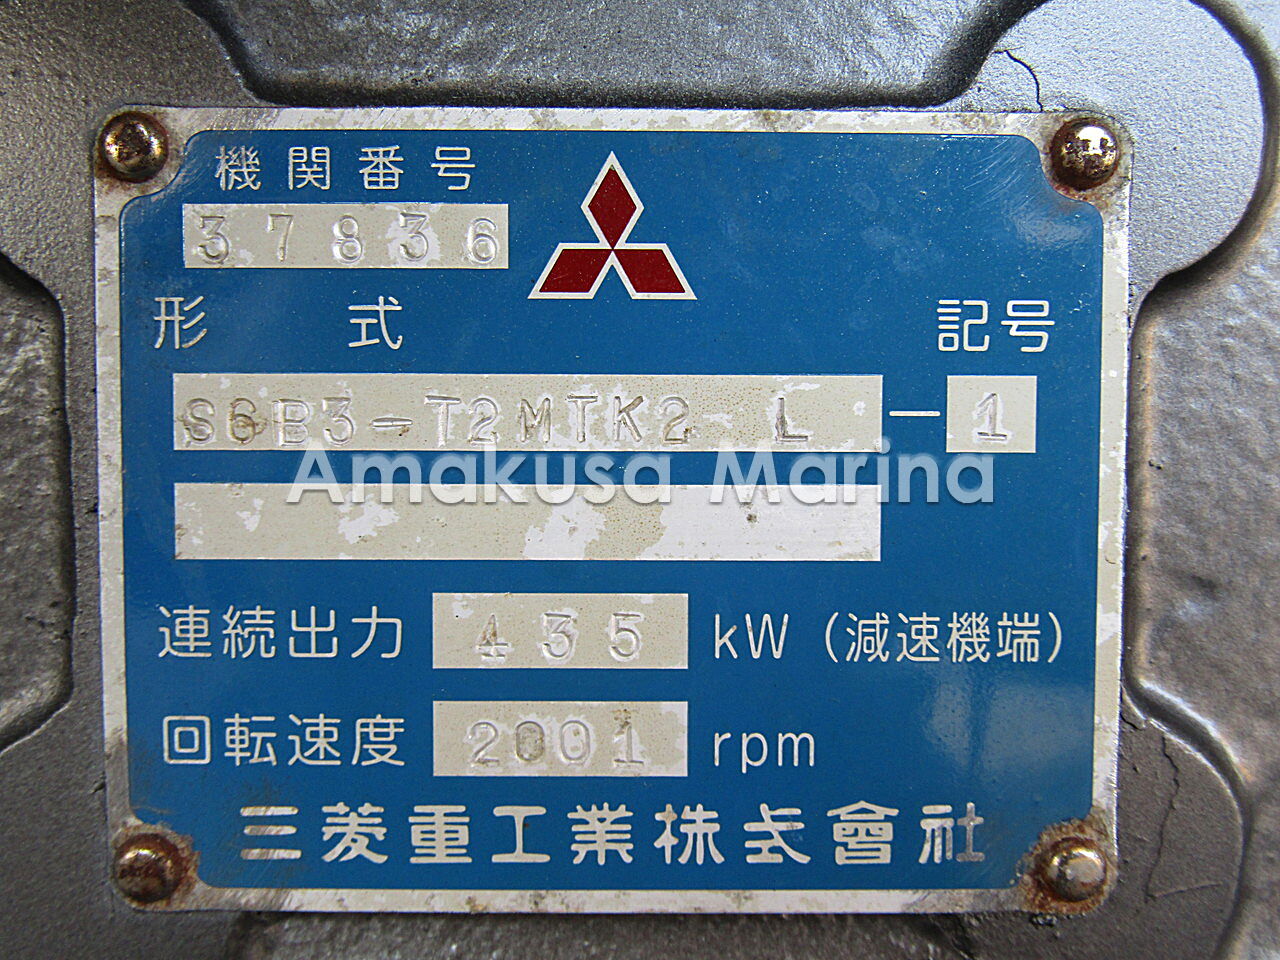 機関番号
37836
形式 記号
S6B3-T2MTK2 L - 1
Amakusa Marina
連続出力 435 kW (減速機端)
回転速度 2001 rpm
三菱重工業株式會社